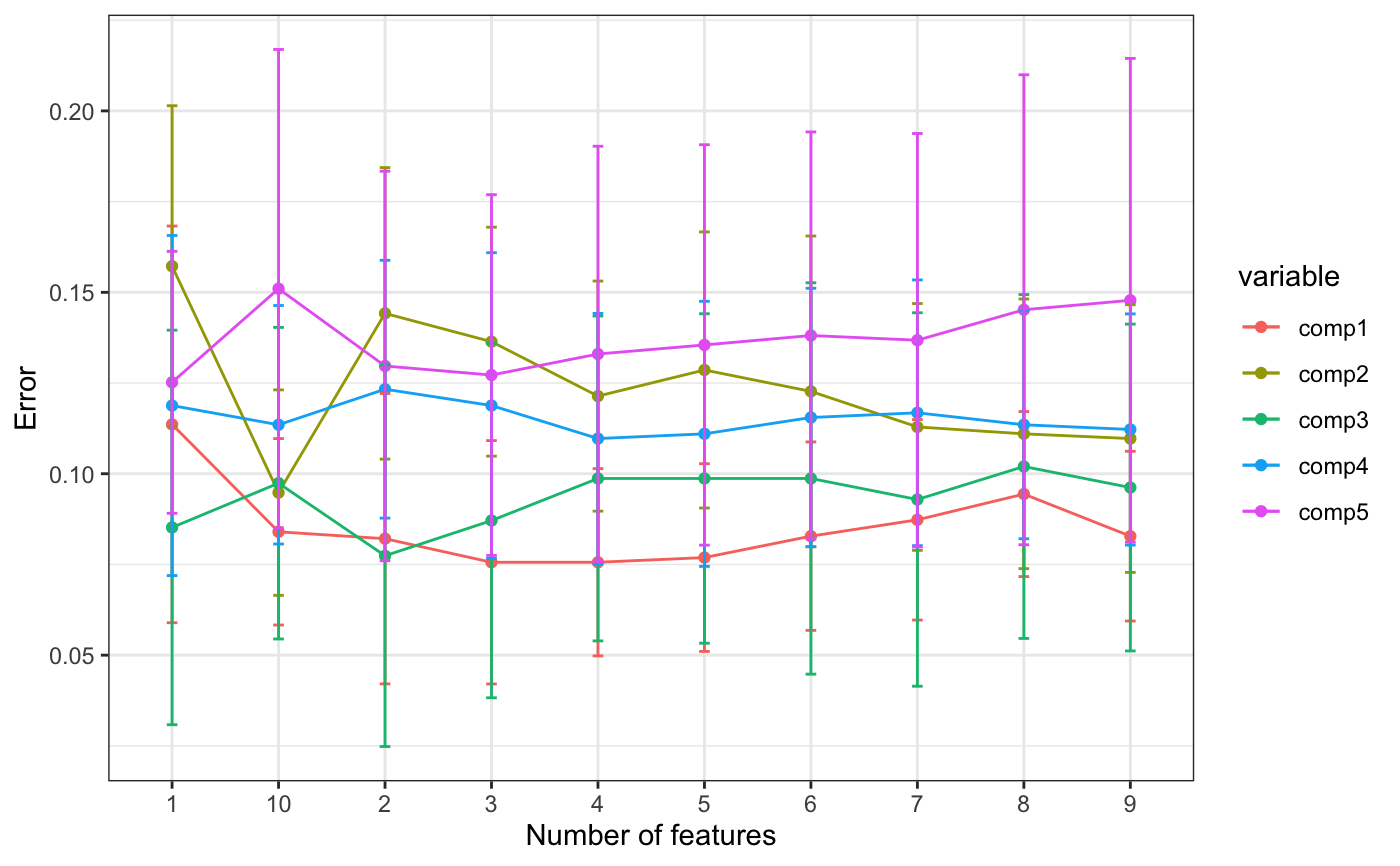 Error
0.20
0.15
0.10
0.05
1 10 2 3 4 5 6 7 8 9
Number of features
variable
comp1
comp2
comp3
comp4
comp5